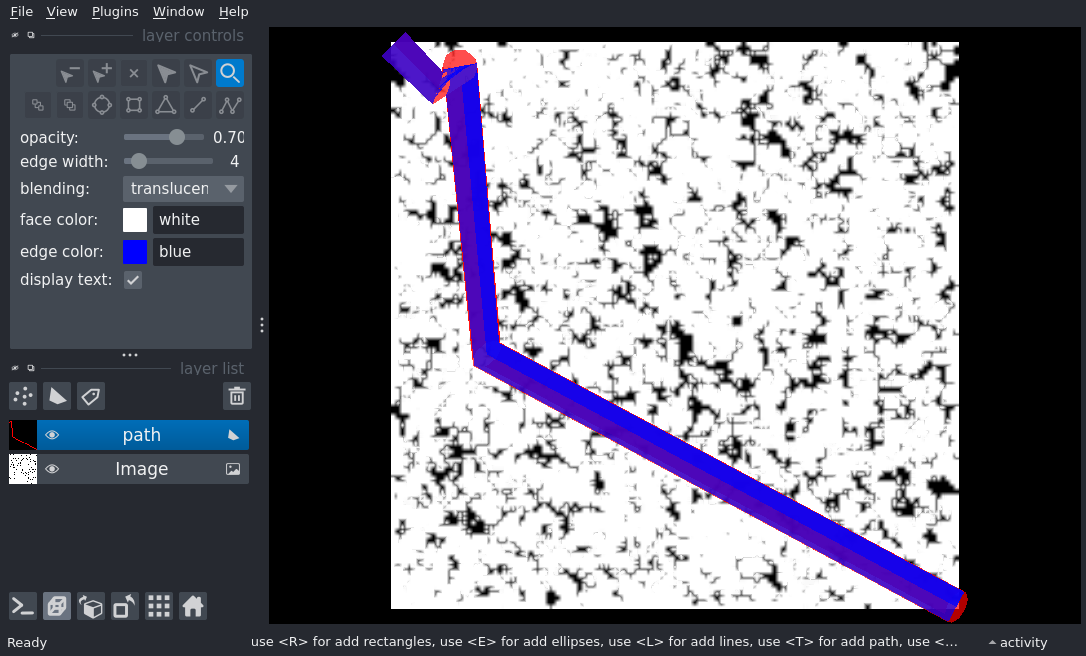 File View Plugins Window Help
layer controls
opacity: 0.70
edge width: 4
blending: translucen
face color: white
edge color: blue
display text:
layer list
path
Image
Ready use <R> for add rectangles, use <E> for add ellipses, use <L> for add lines, use <T> for add path, use <... activity